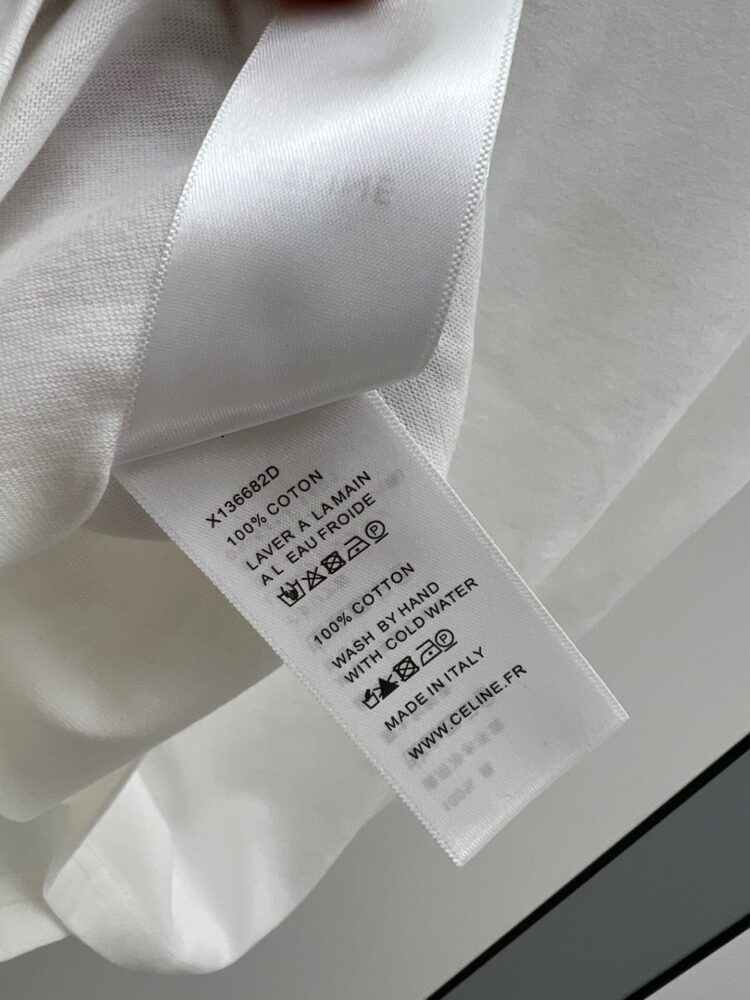 X136682D
100% COTON
LAVER A LAMAIN
A L EAU FROIDE
P
100% COTTON
WASH BY HAND
WITH COLD WATER
P
MADE IN ITALY
WWW.CELINE.FR